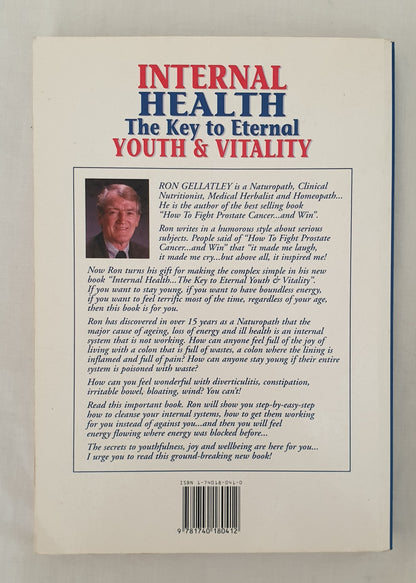 INTERNAL
HEALTH
The Key to Eternal
YOUTH & VITALITY
RON GELLATLEY is a Naturopath, Clinical
Nutritionist, Medical Herbalist and Homeopath...
He is the author of the best selling book
"How To Fight Prostate Cancer...and Win".
Ron writes in a humorous style about serious
subjects. People said of "How To Fight Prostate
Cancer...and Win" that "it made me laugh,
it made me cry...but above all, it inspired me!
Now Ron turns his gift for making the complex simple in his new
book "Internal Health...The Key to Eternal Youth & Vitality".
If you want to stay young, if you want to have boundless energy,
if you want to feel terrific most of the time, regardless of your age,
then this book is for you.
Ron has discovered in over 15 years as a Naturopath that the
major cause of ageing, loss of energy and ill health is an internal
system that is not working. How can anyone feel full of the joy of
living with a colon that is full of wastes, a colon where the lining is
inflamed and full of pain? How can anyone stay young if their entire
system is poisoned with waste?
How can you feel wonderful with diverticulitis, constipation,
irritable bowel, bloating, wind? You can't!
Read this important book. Ron will show you step-by-easy-step
how to cleanse your internal systems, how to get them working
for you instead of against you...and then you will feel
energy flowing where energy was blocked before...
The secrets to youthfulness, joy and wellbeing are here for you...
I urge you to read this ground-breaking new book!
ISBN 1-74018-041-0
9 781740 180412